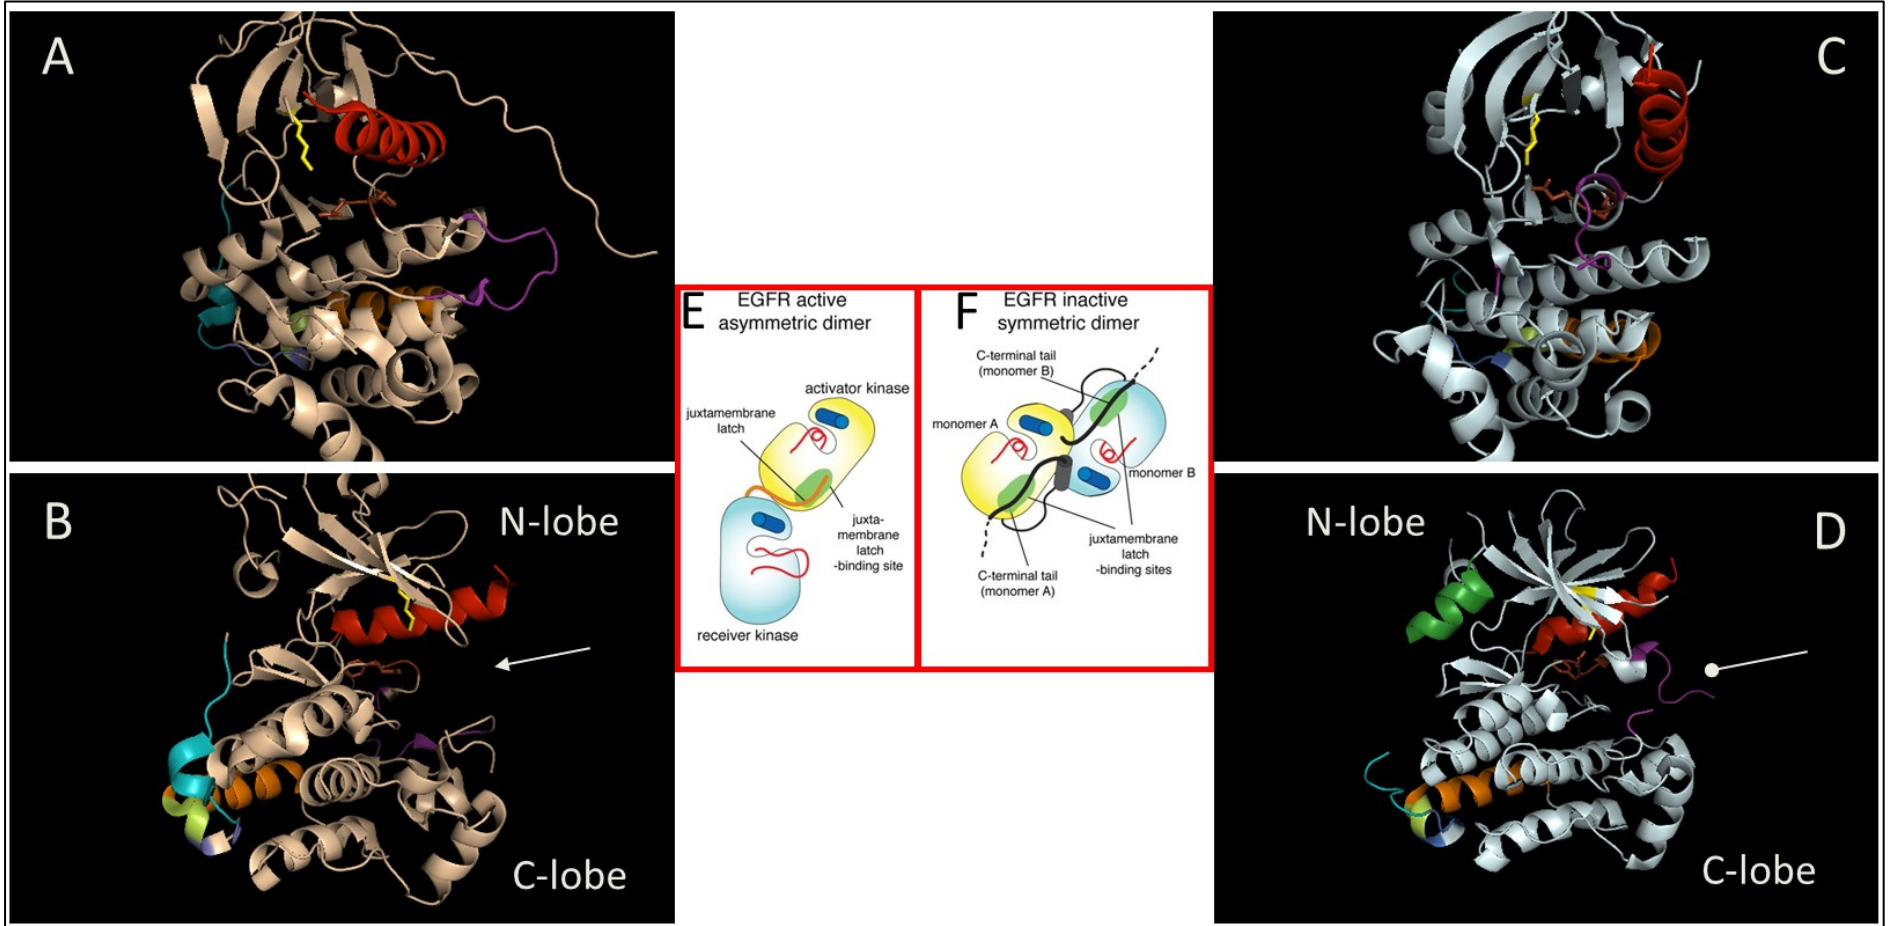 A
B
N-lobe
C-lobe
E
EGFR active
asymmetric dimer
activator kinase
juxtamembrane
latch
juxta-
membrane
latch
-binding site
receiver kinase
F
EGFR inactive
symmetric dimer
C-terminal tail
(monomer B)
monomer A
monomer B
juxtamembrane
latch
-binding sites
C-terminal tail
(monomer A)
C
N-lobe
D
C-lobe